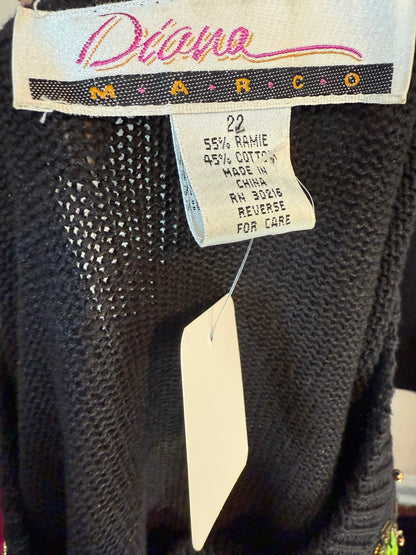 Diana
M·A·R·C·O
22
55% RAMIE
45% COTTON
MADE IN
CHINA
RN 30216
REVERSE
FOR CARE